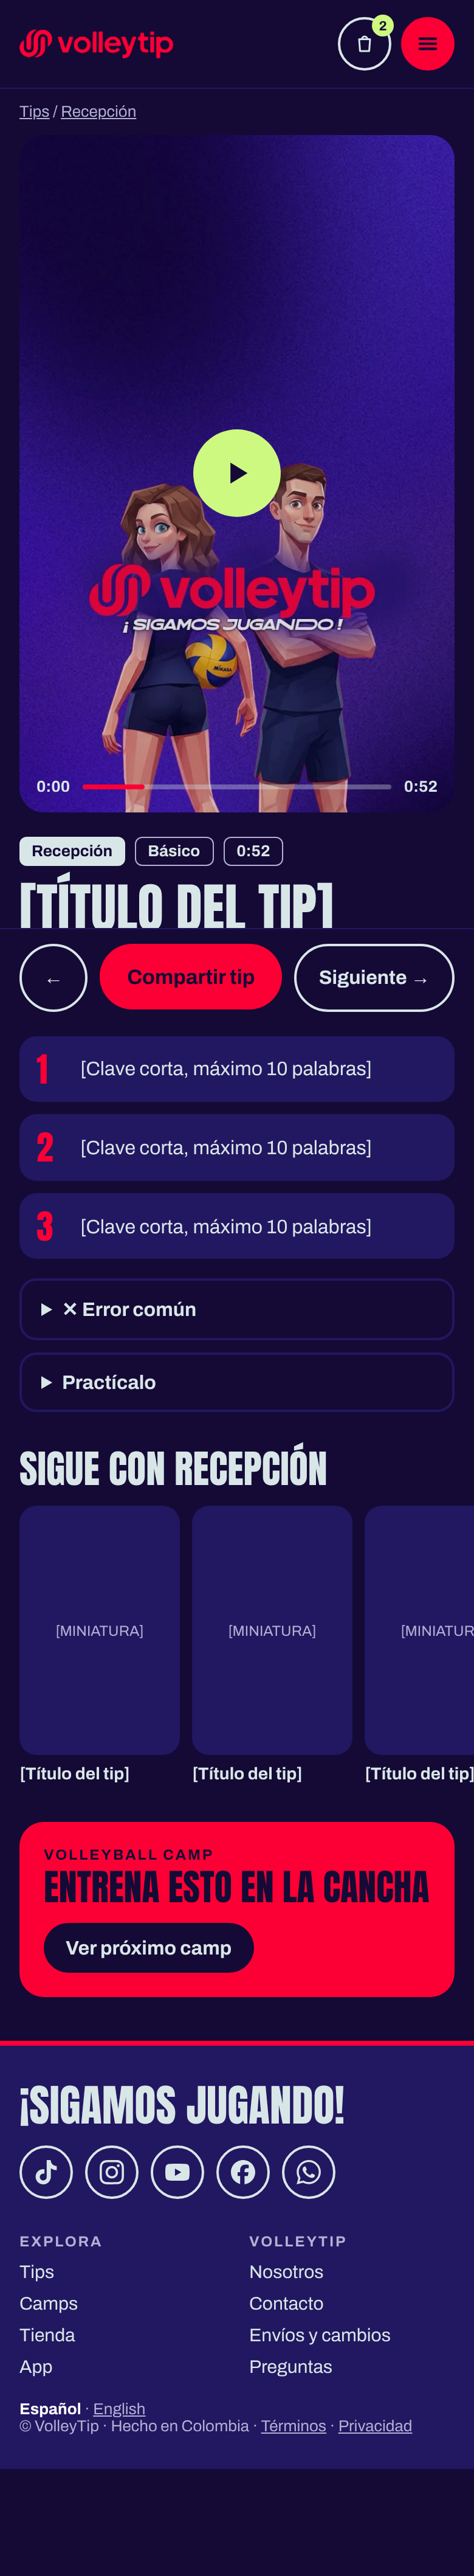 volleytip
2
Tips / Recepción
volleytip
¡SIGAMOS JUGANDO!
MIKASA
0:00
0:52
Recepción
Básico
0:52
[TÍTULO DEL TIP]
←
Compartir tip
Siguiente →
1
[Clave corta, máximo 10 palabras]
2
[Clave corta, máximo 10 palabras]
3
[Clave corta, máximo 10 palabras]
▶ ✕ Error común
▶ Practícalo
SIGUE CON RECEPCIÓN
[MINIATURA]
[MINIATURA]
[MINIATUR
[Título del tip]
[Título del tip]
[Título del tip]
VOLLEYBALL CAMP
ENTRENA ESTO EN LA CANCHA
Ver próximo camp
¡SIGAMOS JUGANDO!
EXPLORA
Tips
Camps
Tienda
App
VOLLEYTIP
Nosotros
Contacto
Envíos y cambios
Preguntas
Español · English
© VolleyTip · Hecho en Colombia · Términos · Privacidad